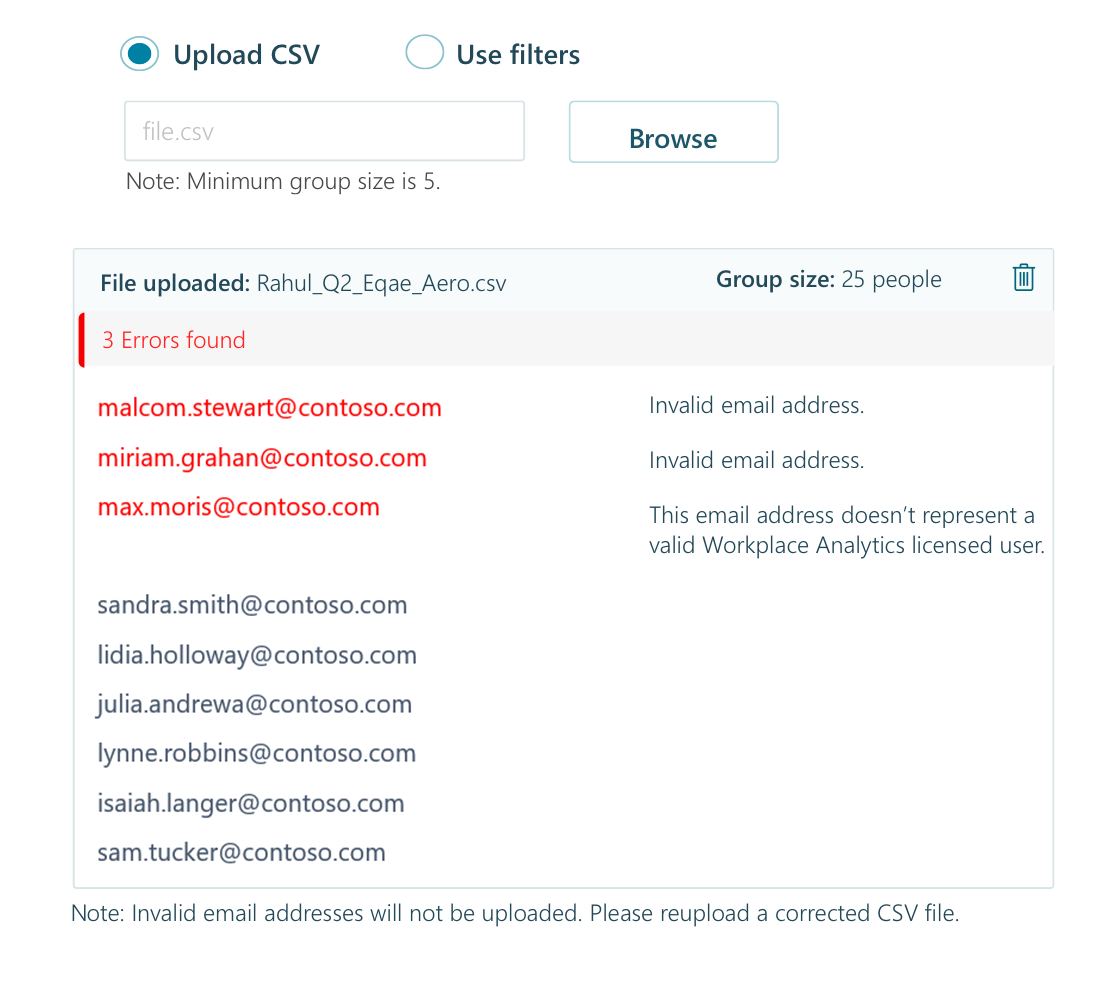 Upload CSV Use filters
file.csv Browse
Note: Minimum group size is 5.
File uploaded: Rahul_Q2_Eqae_Aero.csv Group size: 25 people
3 Errors found
malcom.stewart@contoso.com Invalid email address.
miriam.grahan@contoso.com Invalid email address.
max.moris@contoso.com This email address doesn’t represent a
valid Workplace Analytics licensed user.
sandra.smith@contoso.com
lidia.holloway@contoso.com
julia.andrewa@contoso.com
lynne.robbins@contoso.com
isaiah.langer@contoso.com
sam.tucker@contoso.com
Note: Invalid email addresses will not be uploaded. Please reupload a corrected CSV file.